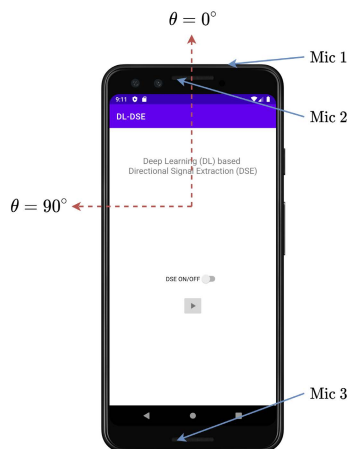 θ = 0°
Mic 1
Mic 2
9:11
DL-DSE
Deep Learning (DL) based
Directional Signal Extraction (DSE)
θ = 90°
DSE ON/OFF
Mic 3